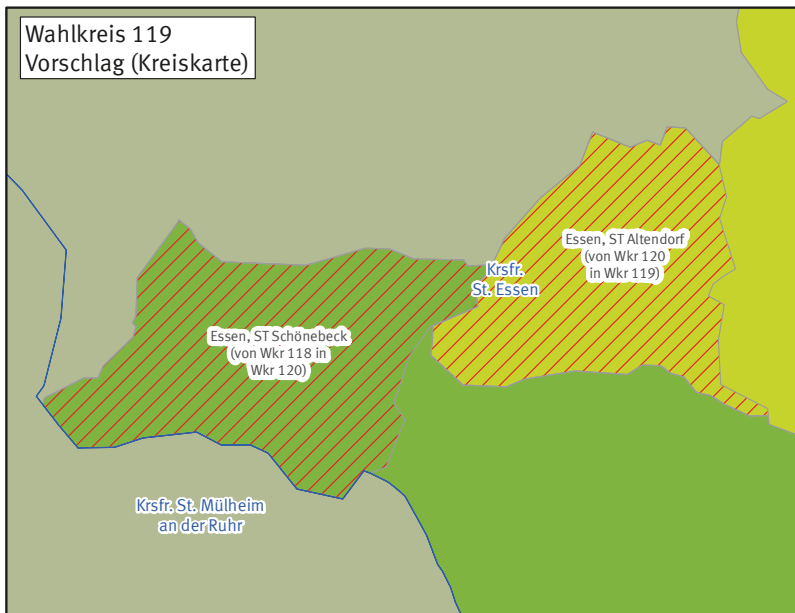 Wahlkreis 119
Vorschlag (Kreiskarte)
Essen, ST Altendorf
(von Wkr 120
in Wkr 119)
Krsfr.
St. Essen
Essen, ST Schönebeck
(von Wkr 118 in
Wkr 120)
Krsfr. St. Mülheim
an der Ruhr